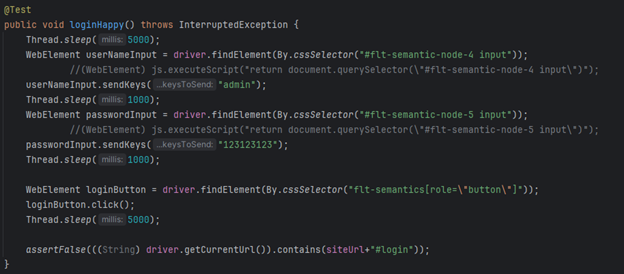 @Test
public void loginHappy() throws InterruptedException {
Thread.sleep( millis: 5000);
WebElement userNameInput = driver.findElement(By.cssSelector("#flt-semantic-node-4 input"));
//(WebElement) js.executeScript("return document.querySelector(\"#flt-semantic-node-4 input\")");
userNameInput.sendKeys( ...keysToSend: "admin");
Thread.sleep( millis: 1000);
WebElement passwordInput = driver.findElement(By.cssSelector("#flt-semantic-node-5 input"));
//(WebElement) js.executeScript("return document.querySelector(\"#flt-semantic-node-5 input\")");
passwordInput.sendKeys( ...keysToSend: "123123123");
Thread.sleep( millis: 1000);
WebElement loginButton = driver.findElement(By.cssSelector("flt-semantics[role=\"button\"]"));
loginButton.click();
Thread.sleep( millis: 5000);
assertFalse(((String) driver.getCurrentUrl()).contains(siteUrl+"#login"));
}